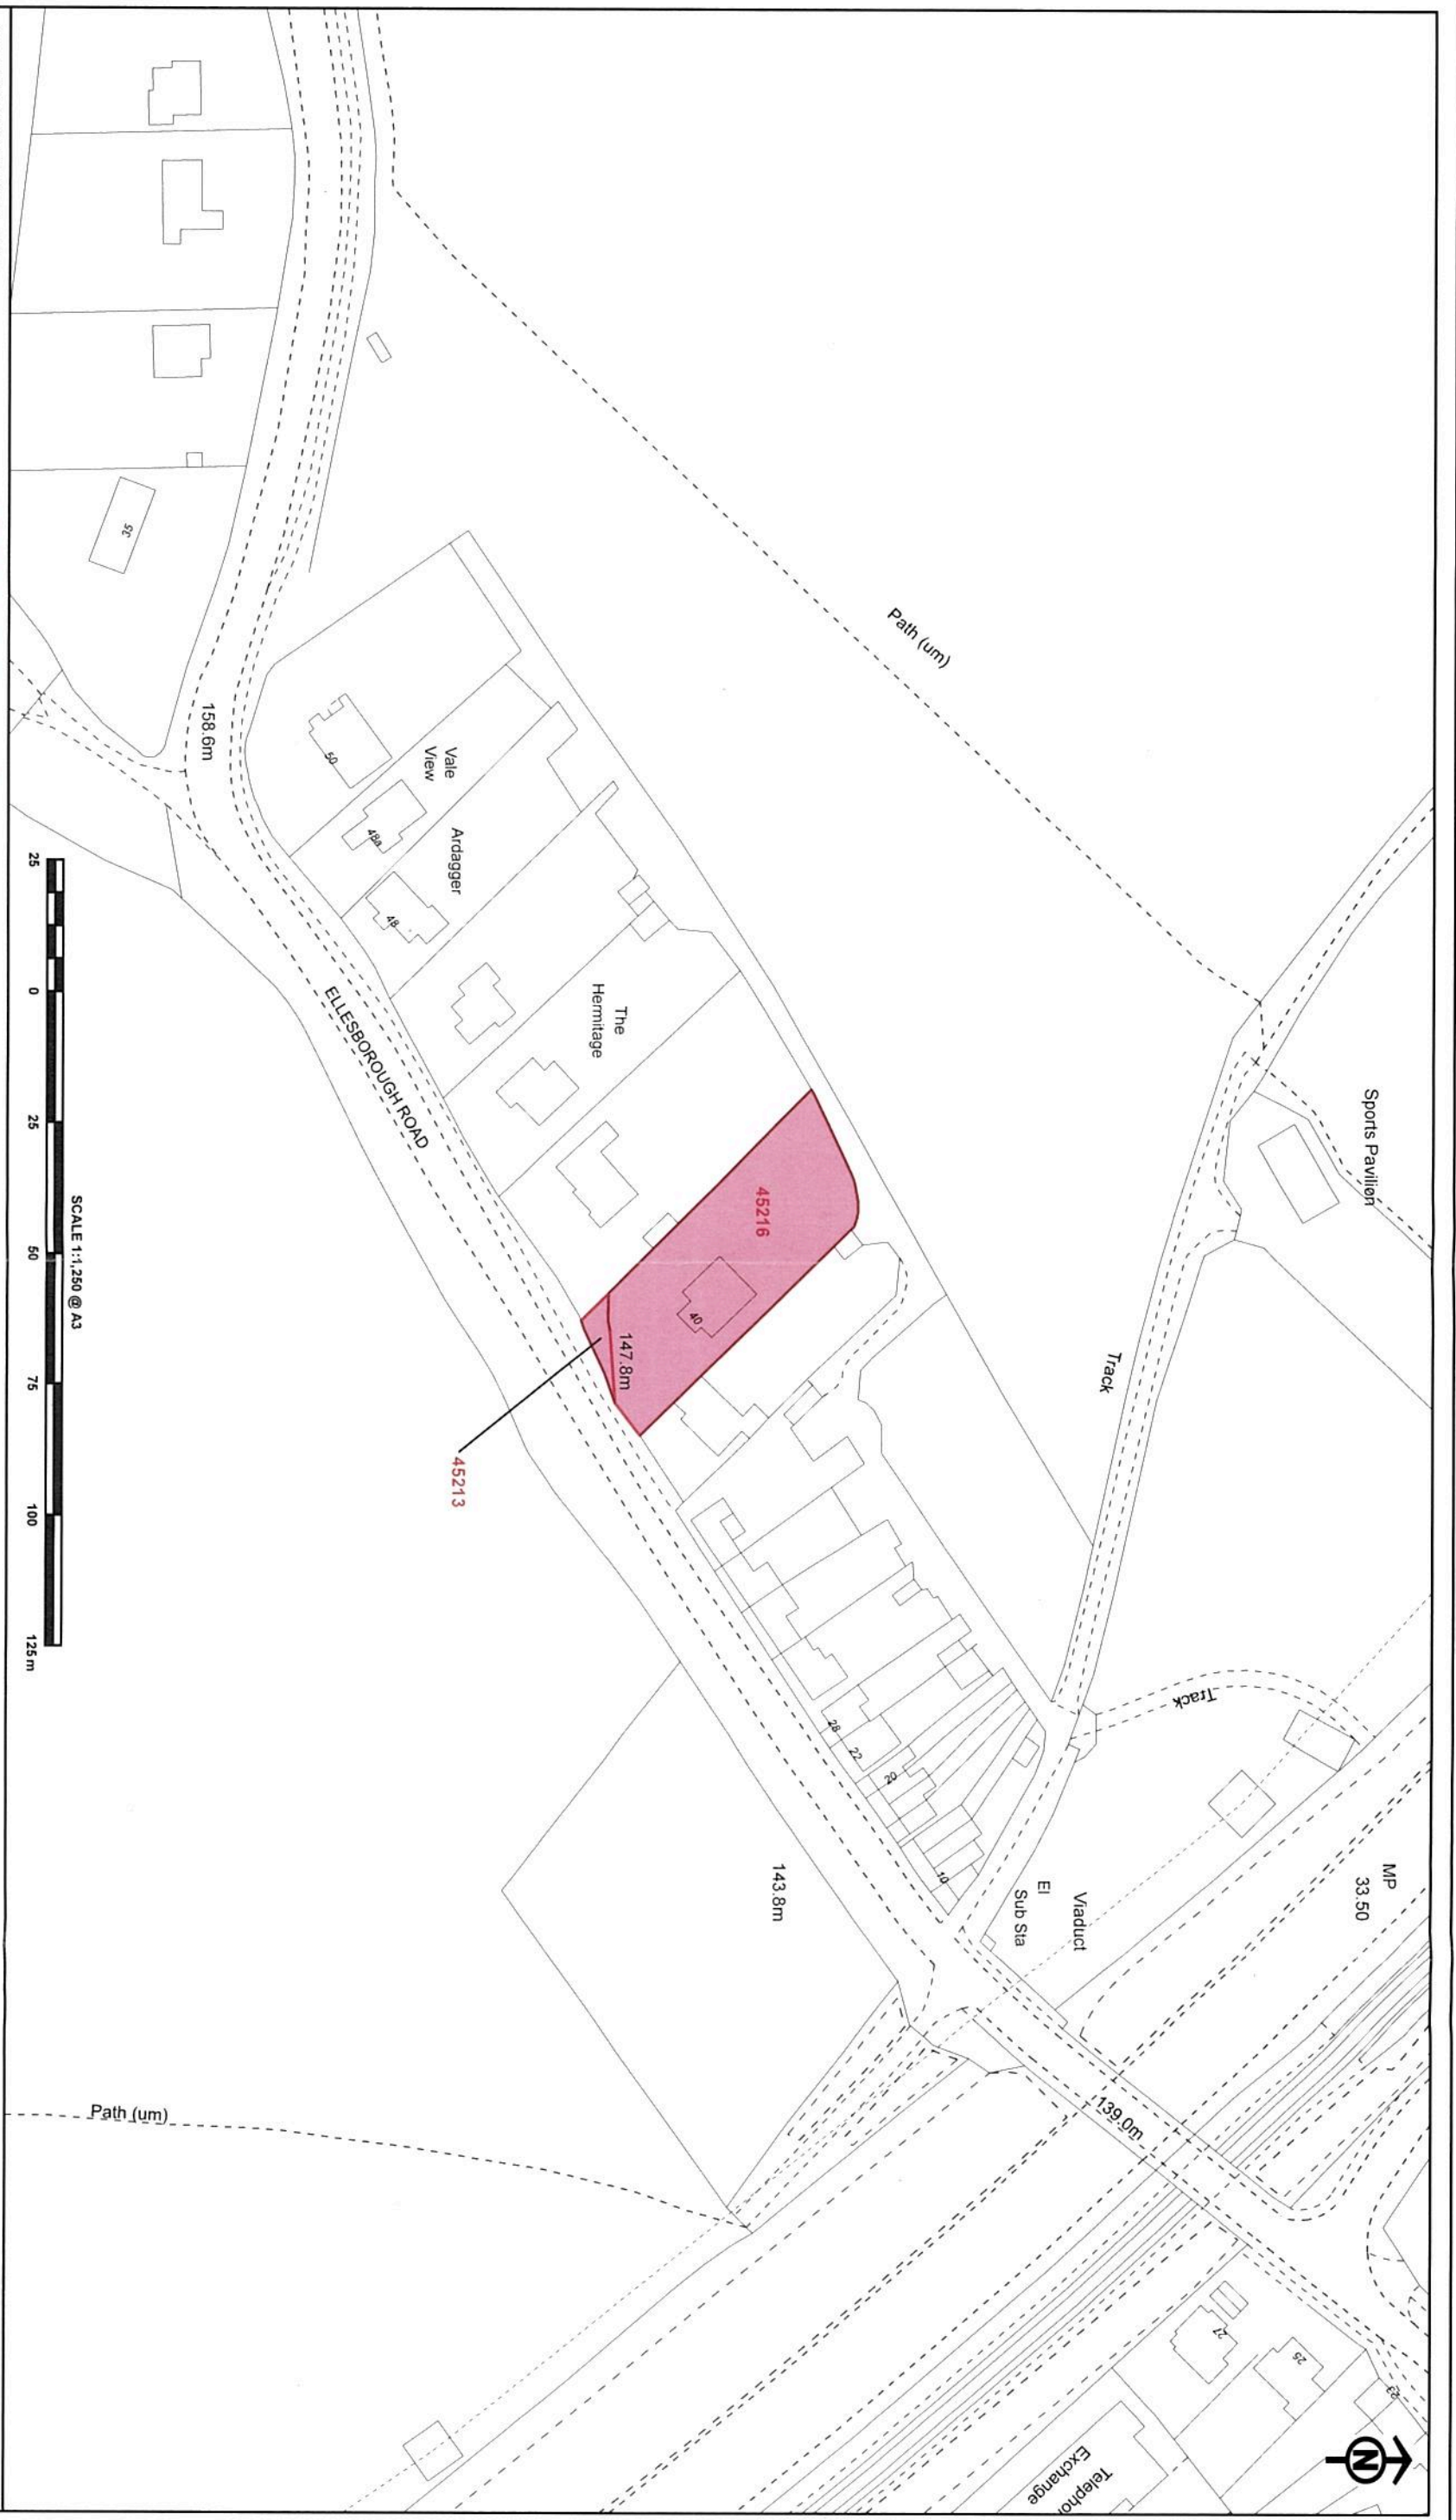 Sports Pavilion
MP
33.50
Path (um)
Track
Track
Viaduct
El
Sub Sta
139.0m
23
25
27
Telepho
Exchange
45216
40
147.8m
45213
The
Hermitage
Ardagger
48
Vale
View
48a
50
28
22
20
10
143.8m
ELLESBOROUGH ROAD
158.6m
35
Path (um)
25
0
25
50
75
100
125 m
SCALE 1:1,250 @ A3
N